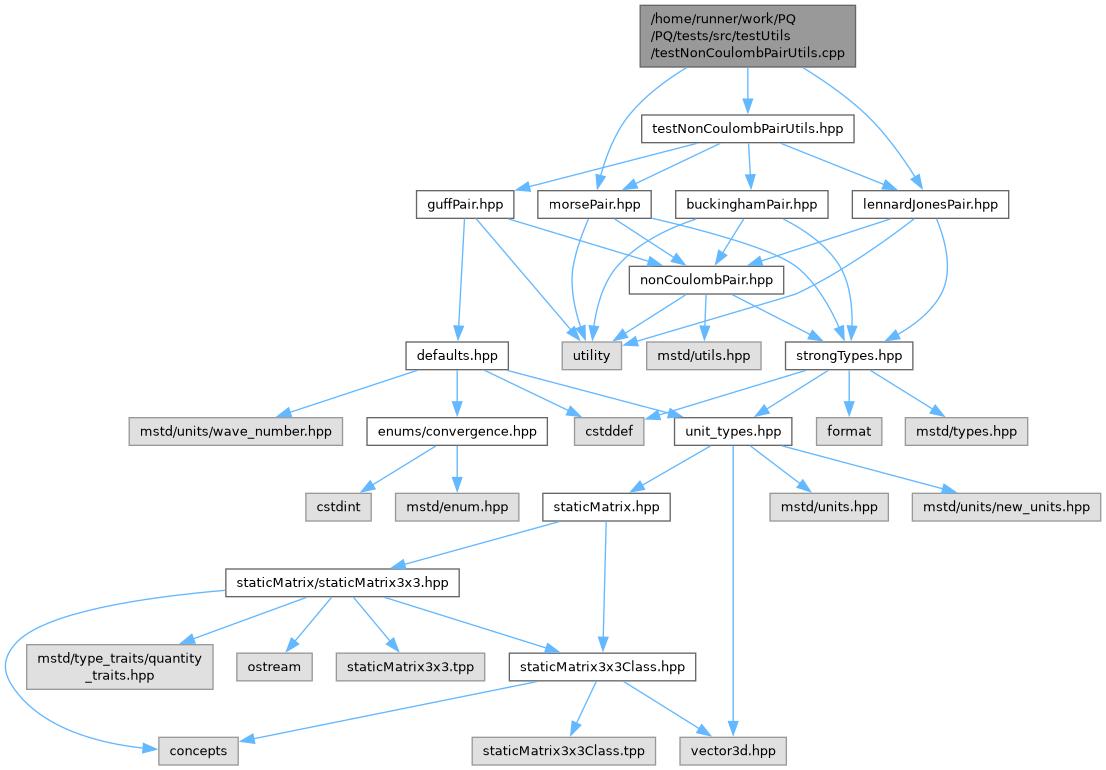 /home/runner/work/PQ
/PQ/tests/src/testUtils
/testNonCoulombPairUtils.cpp
testNonCoulombPairUtils.hpp
guffPair.hpp
morsePair.hpp
buckinghamPair.hpp
lennardJonesPair.hpp
nonCoulombPair.hpp
defaults.hpp
utility
mstd/utils.hpp
strongTypes.hpp
mstd/units/wave_number.hpp
enums/convergence.hpp
cstddef
unit_types.hpp
format
mstd/types.hpp
cstdint
mstd/enum.hpp
staticMatrix.hpp
mstd/units.hpp
mstd/units/new_units.hpp
staticMatrix/staticMatrix3x3.hpp
mstd/type_traits/quantity
_traits.hpp
ostream
staticMatrix3x3.tpp
staticMatrix3x3Class.hpp
concepts
staticMatrix3x3Class.tpp
vector3d.hpp